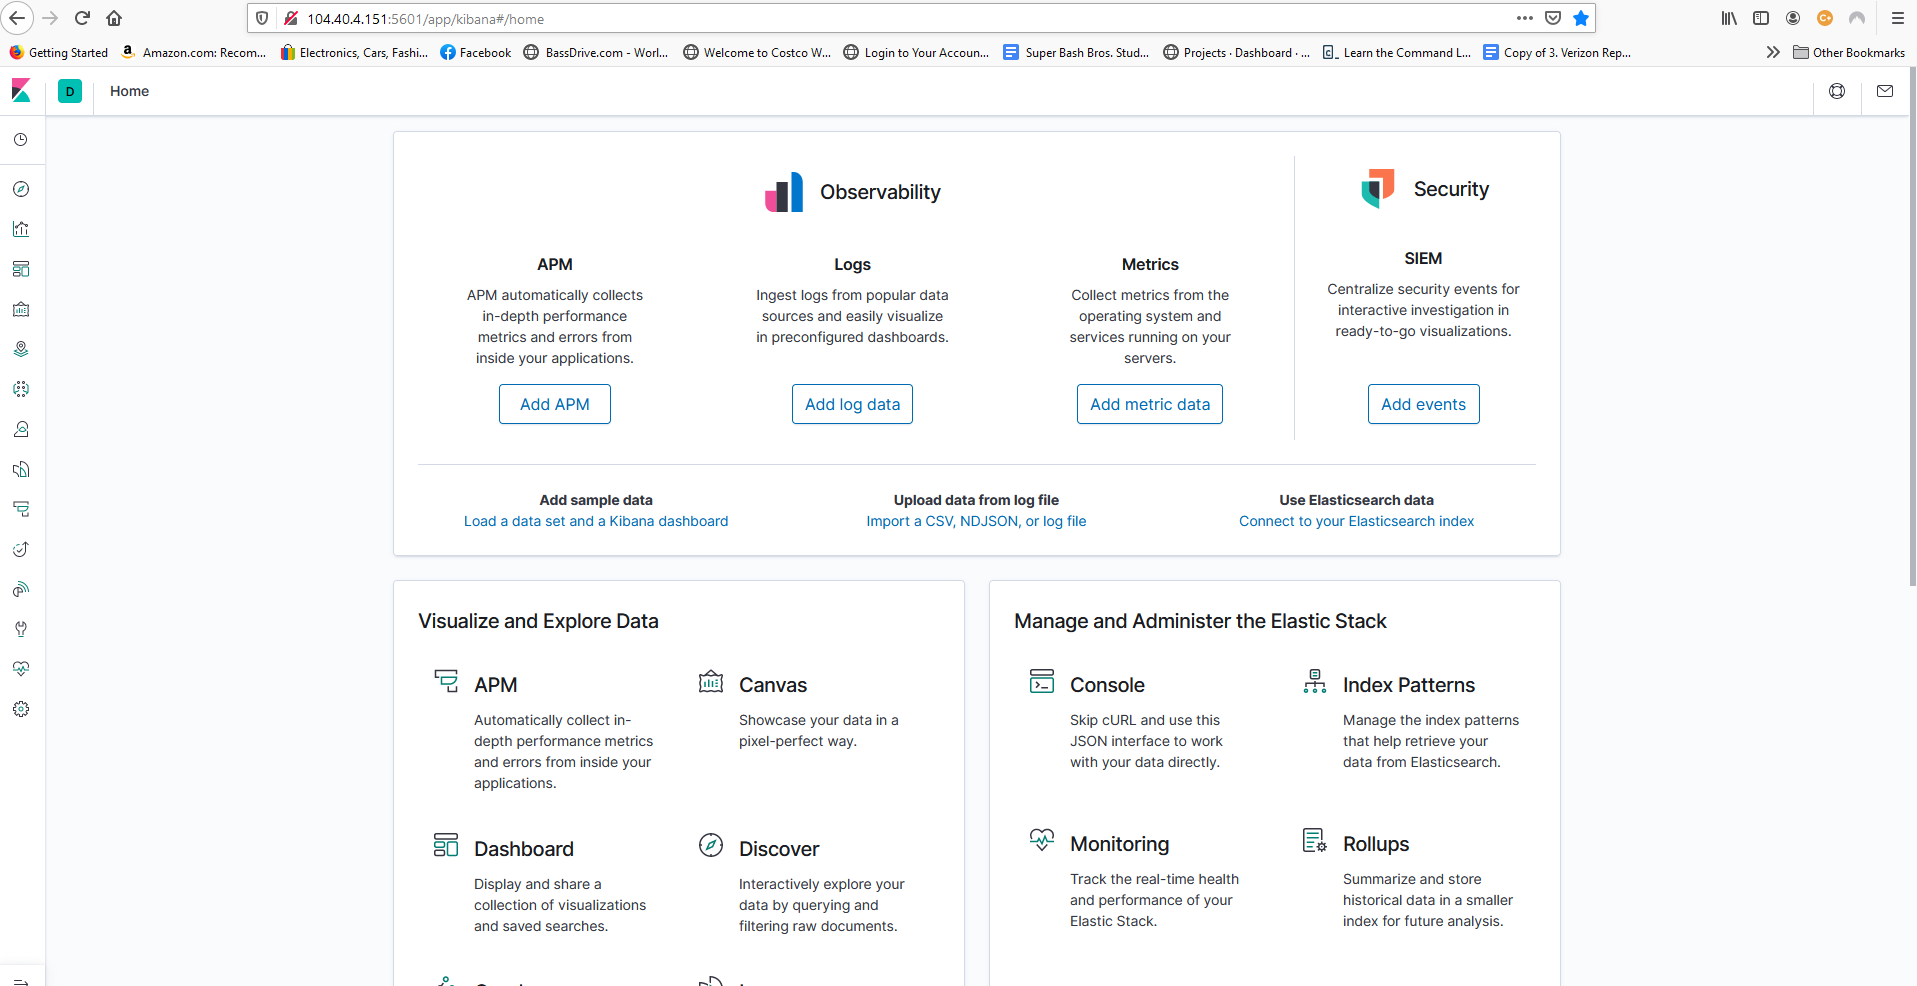 104.40.4.151:5601/app/kibana#/home
Getting Started
Amazon.com: Recom...
Electronics, Cars, Fashi...
Facebook
BassDrive.com - Worl...
Welcome to Costco W...
Login to Your Accoun...
Super Bash Bros. Stud...
Projects · Dashboard · ...
Learn the Command L...
Copy of 3. Verizon Rep...
Other Bookmarks
D
Home
Observability
Security
APM
APM automatically collects
in-depth performance
metrics and errors from
inside your applications.
Add APM
Logs
Ingest logs from popular data
sources and easily visualize
in preconfigured dashboards.
Add log data
Metrics
Collect metrics from the
operating system and
services running on your
servers.
Add metric data
SIEM
Centralize security events for
interactive investigation in
ready-to-go visualizations.
Add events
Add sample data
Load a data set and a Kibana dashboard
Upload data from log file
Import a CSV, NDJSON, or log file
Use Elasticsearch data
Connect to your Elasticsearch index
Visualize and Explore Data
APM
Automatically collect in-
depth performance metrics
and errors from inside your
applications.
Canvas
Showcase your data in a
pixel-perfect way.
Dashboard
Display and share a
collection of visualizations
and saved searches.
Discover
Interactively explore your
data by querying and
filtering raw documents.
Manage and Administer the Elastic Stack
Console
Skip cURL and use this
JSON interface to work
with your data directly.
Index Patterns
Manage the index patterns
that help retrieve your
data from Elasticsearch.
Monitoring
Track the real-time health
and performance of your
Elastic Stack.
Rollups
Summarize and store
historical data in a smaller
index for future analysis.